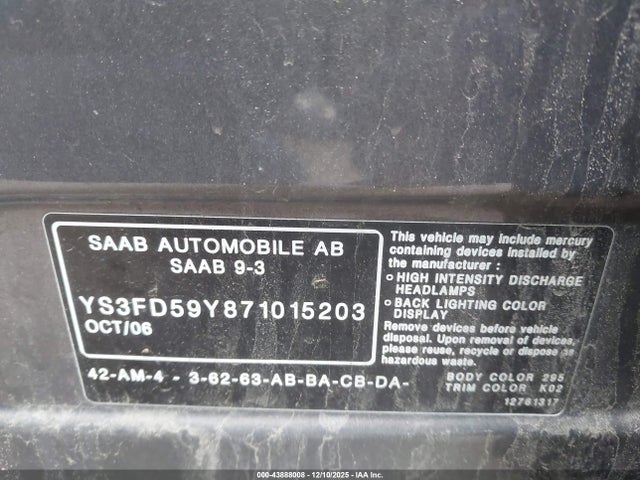 SAAB AUTOMOBILE AB
SAAB 9-3
YS3FD59Y871015203
OCT/06
42-AM-4 - 3-62-63-AB-BA-CB-DA-
This vehicle may include mercury
containing devices installed by
the manufacturer :
o HIGH INTENSITY DISCHARGE
HEADLAMPS
o BACK LIGHTING COLOR
DISPLAY
Remove devices before vehicle
disposal. Upon removal of devices,
please reuse, recycle or dispose as
hazardous waste.
BODY COLOR 295
TRIM COLOR K02
12761317
000-43888008 - 12/10/2025 - IAA Inc.